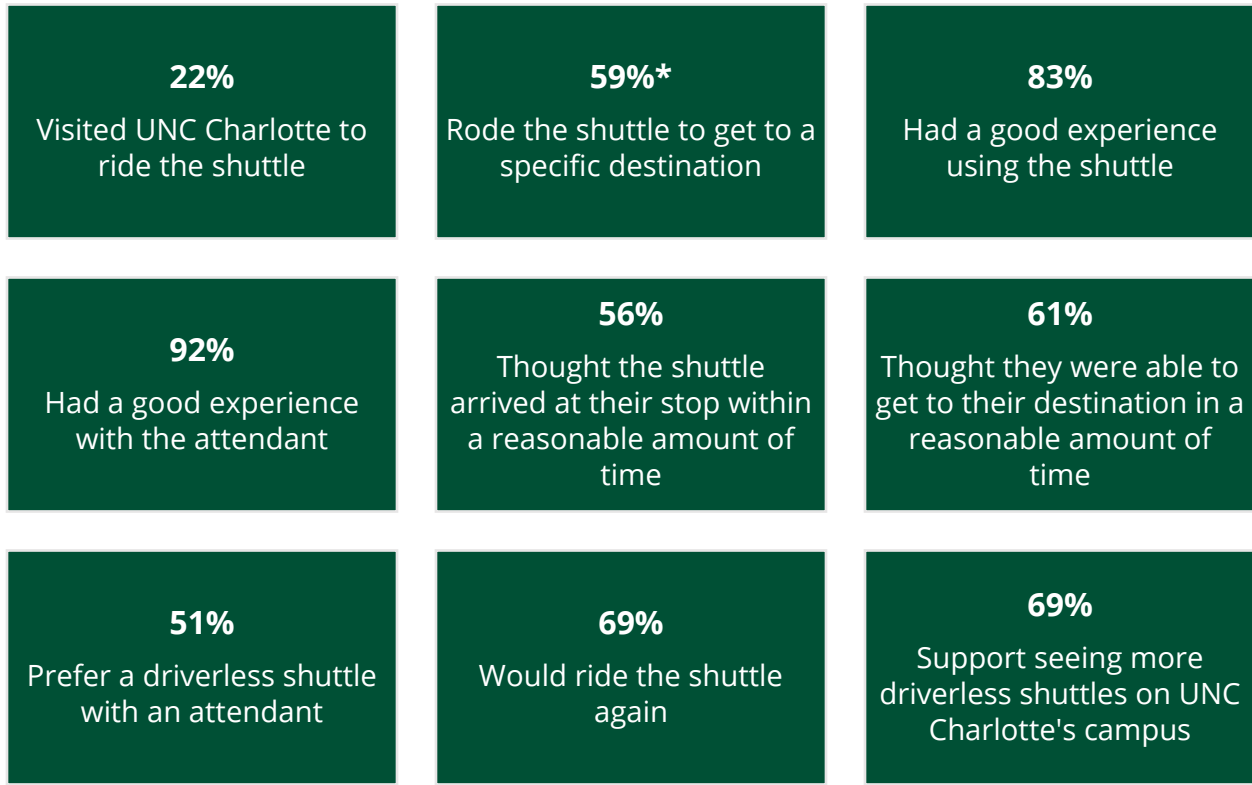 22%
Visited UNC Charlotte to
ride the shuttle
59%*
Rode the shuttle to get to a
specific destination
83%
Had a good experience
using the shuttle
92%
Had a good experience
with the attendant
56%
Thought the shuttle
arrived at their stop within
a reasonable amount of
time
61%
Thought they were able to
get to their destination in a
reasonable amount of
time
51%
Prefer a driverless shuttle
with an attendant
69%
Would ride the shuttle
again
69%
Support seeing more
driverless shuttles on UNC
Charlotte's campus